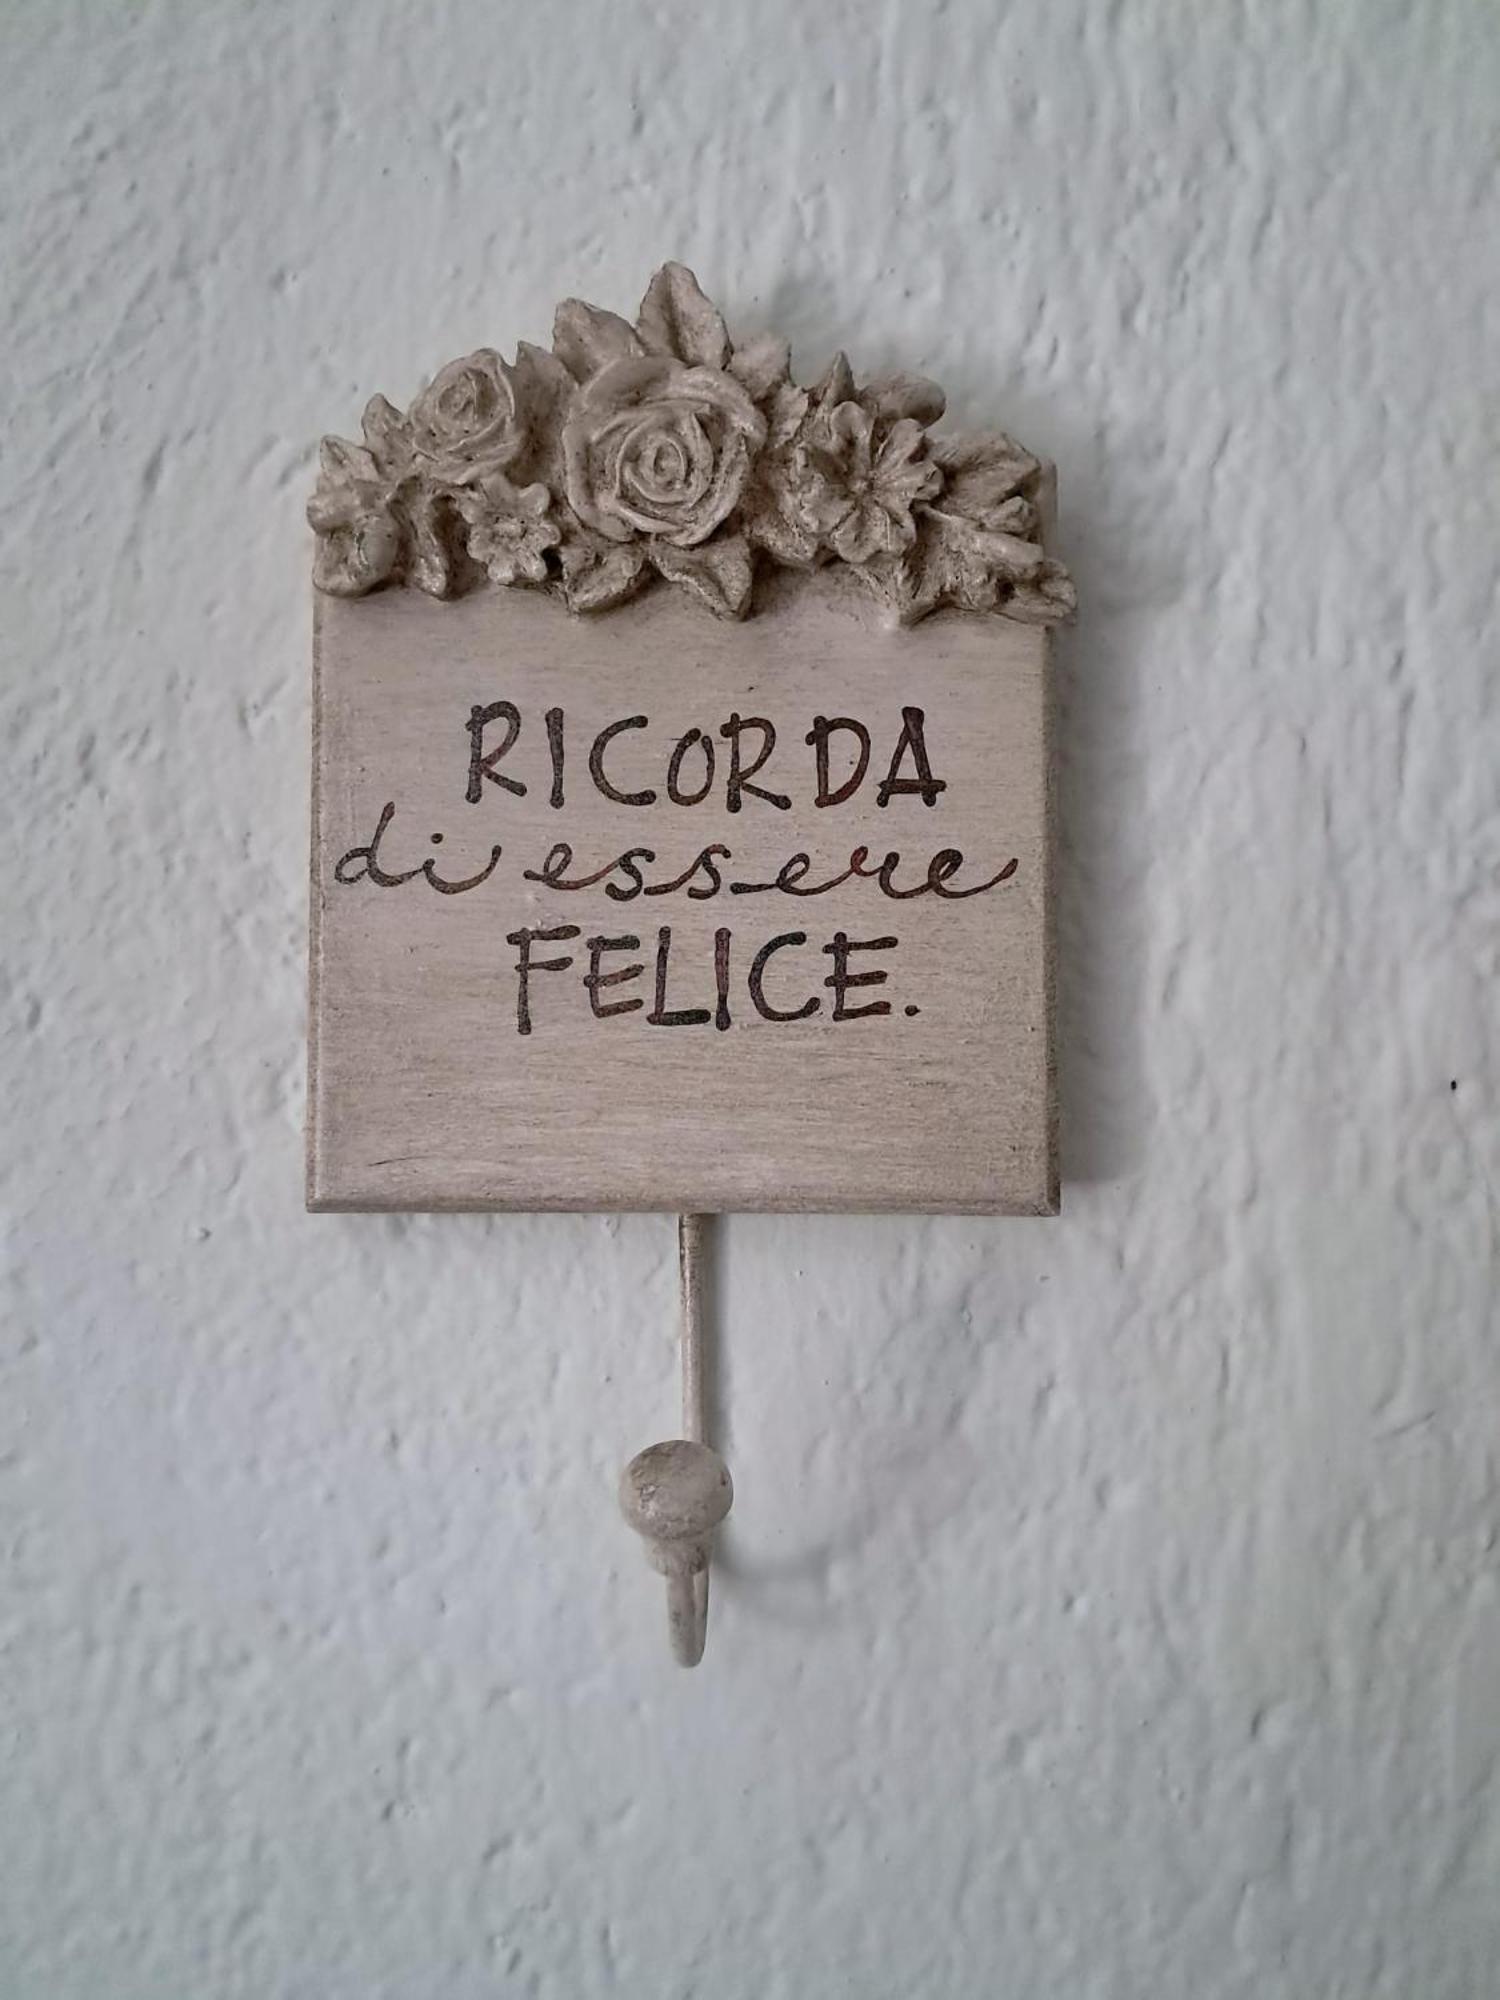 RICORDA
di essere
FELICE.